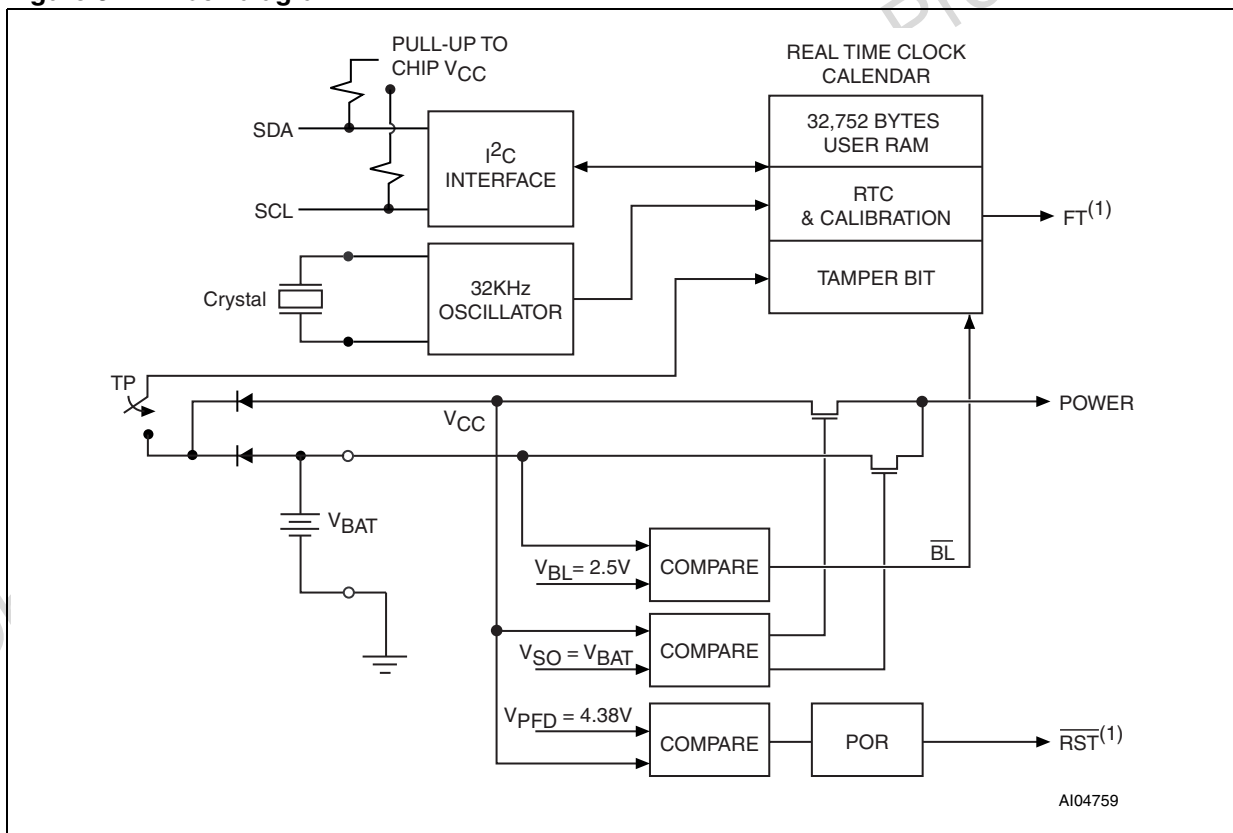 PULL-UP TO
CHIP VCC
REAL TIME CLOCK
CALENDAR
SDA
I2C
INTERFACE
32,752 BYTES
USER RAM
SCL
RTC
& CALIBRATION
FT(1)
Crystal
32KHz
OSCILLATOR
TAMPER BIT
TP
VCC
POWER
VBAT
VBL= 2.5V
COMPARE
BL
VSO = VBAT
COMPARE
VPFD = 4.38V
COMPARE
POR
RST(1)
AI04759